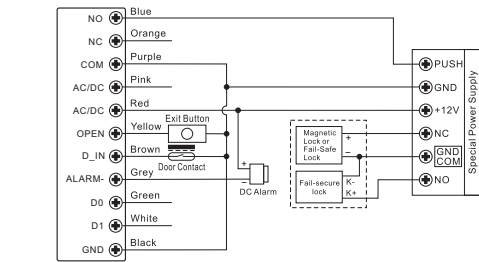 NO
Blue
NC
Orange
COM
Purple
AC/DC
Pink
AC/DC
Red
OPEN
Yellow
Exit Button
D_IN
Brown
Door Contact
ALARM-
Grey
+
−
DC Alarm
D0
Green
D1
White
GND
Black
Magnetic
Lock or
Fail-Safe
Lock
+
−
Fail-secure
lock
K-
K+
PUSH
GND
+12V
NC
GND
COM
NO
Special Power Supply